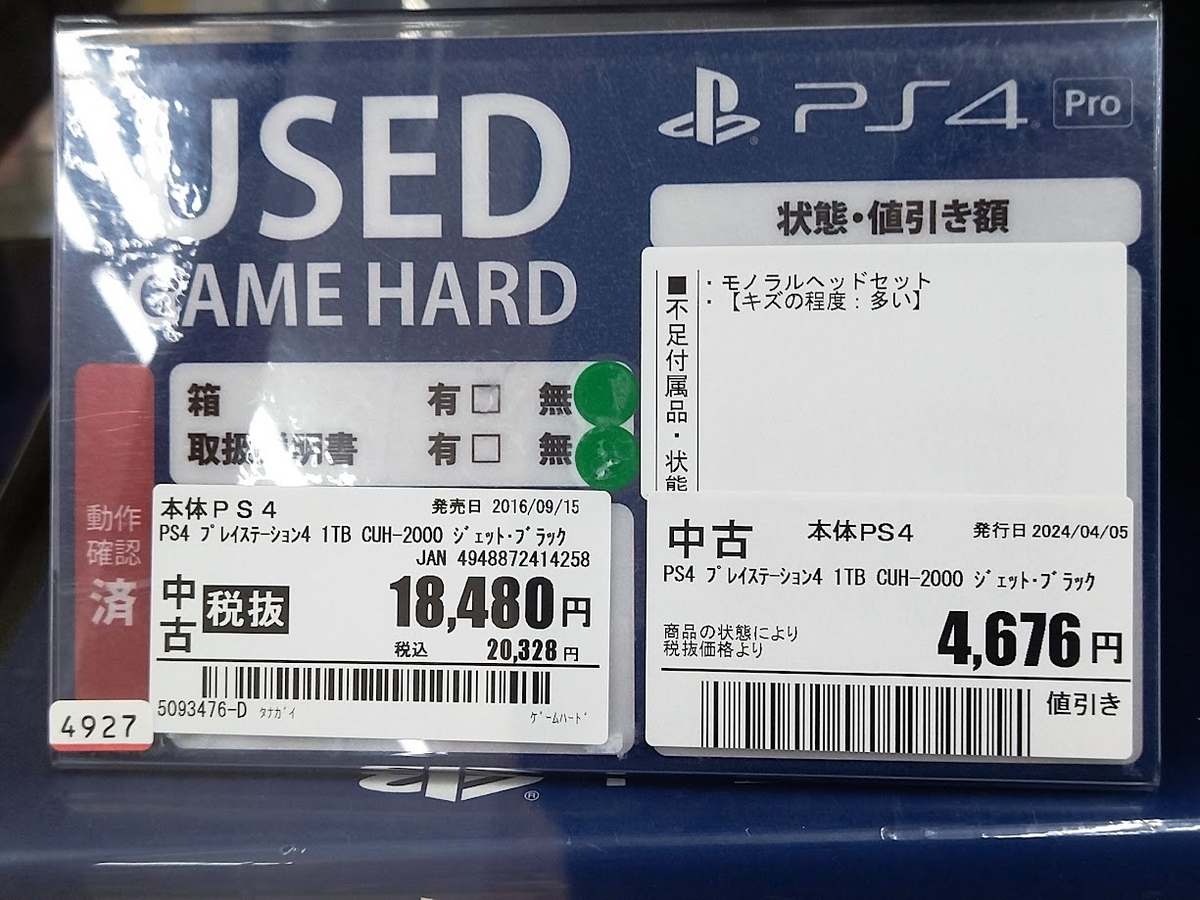 USED
GAME HARD
PS4 Pro
状態・値引き額
■不足付属品・状態
・モノラルヘッドセット
・【キズの程度：多い】
箱 有□ 無
取扱説明書 有□ 無
動作
確認
済
本体PS4 発売日 2016/09/15
PS4 プレイステーション4 1TB CUH-2000 ジェット・ブラック
JAN 4948872414258
中古 税抜 18,480円
税込 20,328円
5093476-D タナガイ ゲームハード
4927
中古 本体PS4 発行日 2024/04/05
PS4 プレイステーション4 1TB CUH-2000 ジェット・ブラック
商品の状態により
税抜価格より
4,676円
値引き